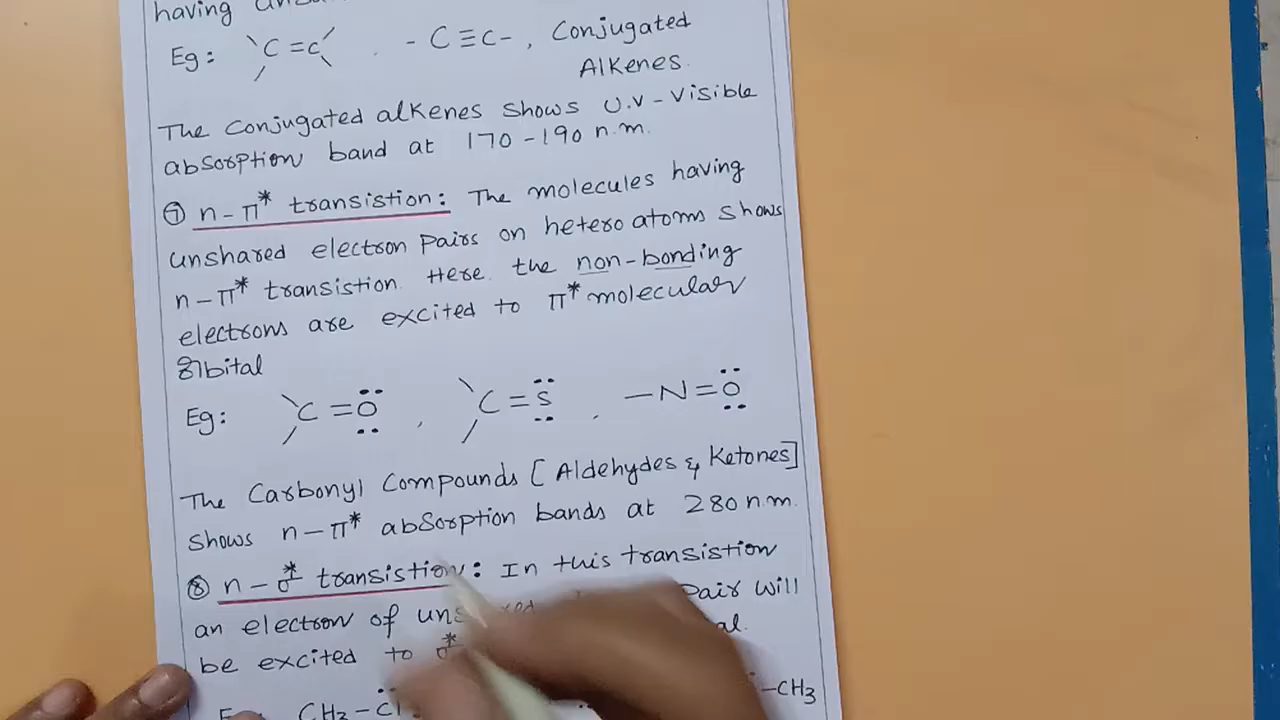 having
Eg: C=C , -C≡C-, Conjugated
Alkenes.
The Conjugated alkenes shows U.V-Visible
absorption band at 170-190 n.m.
⑦ n-π* transistion: The molecules having
unshared electron pairs on hetero atoms shows
n-π* transistion. Here the non-bonding
electrons are excited to π* molecular
orbital
Eg: C=O , C=S , -N=O
The Carbonyl Compounds [Aldehydes & Ketones]
shows n-π* absorption bands at 280 n.m.
⑧ n-σ* transistion: In this transistion
an electron of pair will
be excited to σ*
CH3-Cl -CH3